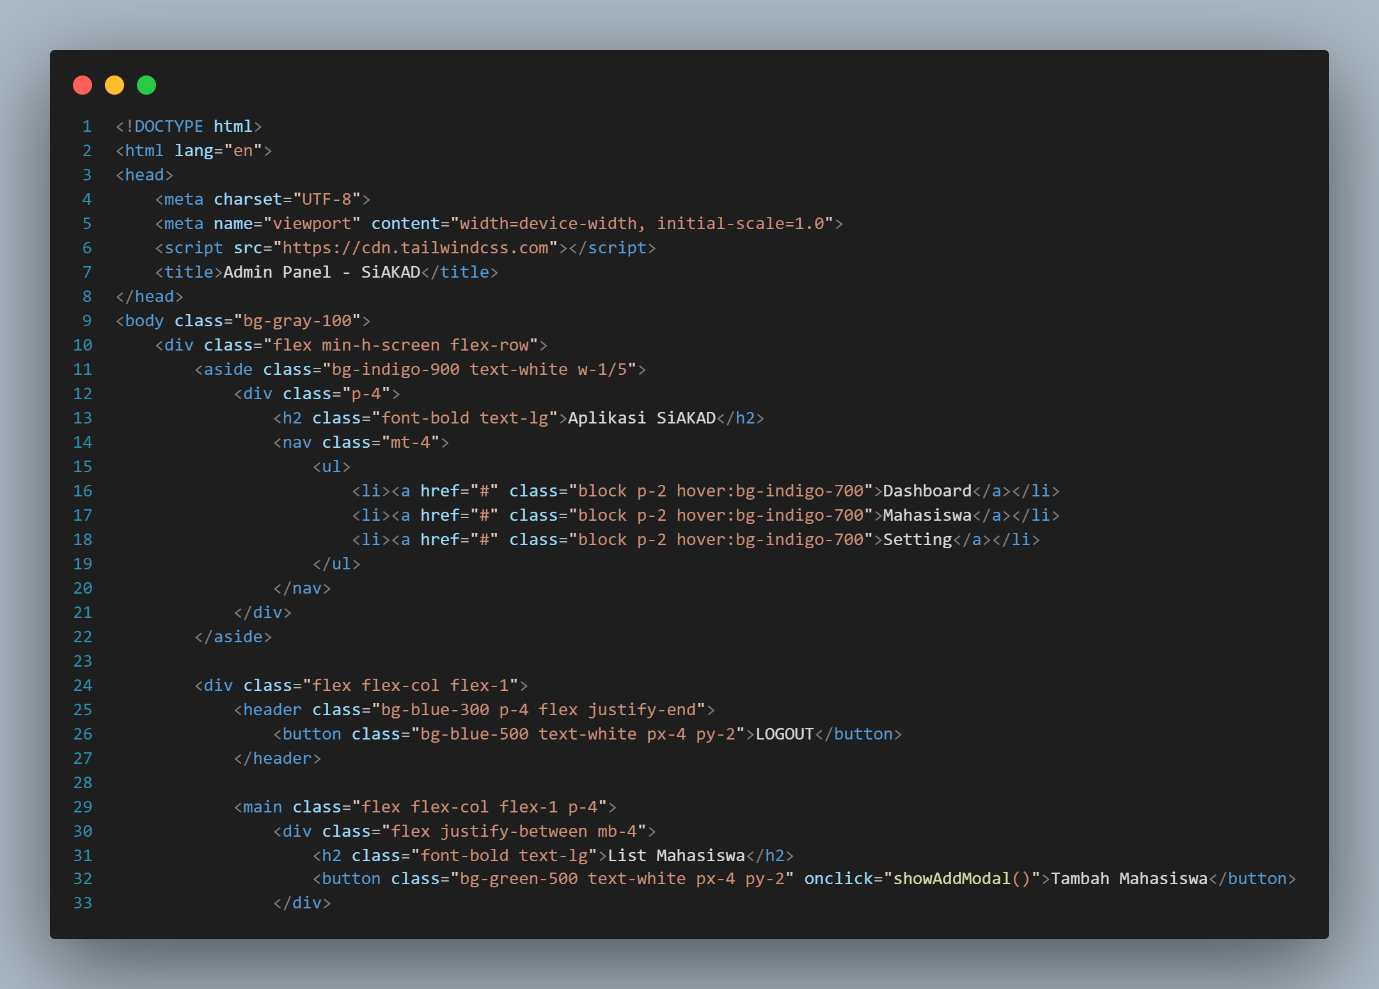 1 <!DOCTYPE html>
2 <html lang="en">
3 <head>
4     <meta charset="UTF-8">
5     <meta name="viewport" content="width=device-width, initial-scale=1.0">
6     <script src="https://cdn.tailwindcss.com"></script>
7     <title>Admin Panel - SiAKAD</title>
8 </head>
9 <body class="bg-gray-100">
10     <div class="flex min-h-screen flex-row">
11         <aside class="bg-indigo-900 text-white w-1/5">
12             <div class="p-4">
13                 <h2 class="font-bold text-lg">Aplikasi SiAKAD</h2>
14                 <nav class="mt-4">
15                     <ul>
16                         <li><a href="#" class="block p-2 hover:bg-indigo-700">Dashboard</a></li>
17                         <li><a href="#" class="block p-2 hover:bg-indigo-700">Mahasiswa</a></li>
18                         <li><a href="#" class="block p-2 hover:bg-indigo-700">Setting</a></li>
19                     </ul>
20                 </nav>
21             </div>
22         </aside>
23
24         <div class="flex flex-col flex-1">
25             <header class="bg-blue-300 p-4 flex justify-end">
26                 <button class="bg-blue-500 text-white px-4 py-2">LOGOUT</button>
27             </header>
28
29             <main class="flex flex-col flex-1 p-4">
30                 <div class="flex justify-between mb-4">
31                     <h2 class="font-bold text-lg">List Mahasiswa</h2>
32                     <button class="bg-green-500 text-white px-4 py-2" onclick="showAddModal()">Tambah Mahasiswa</button>
33                 </div>